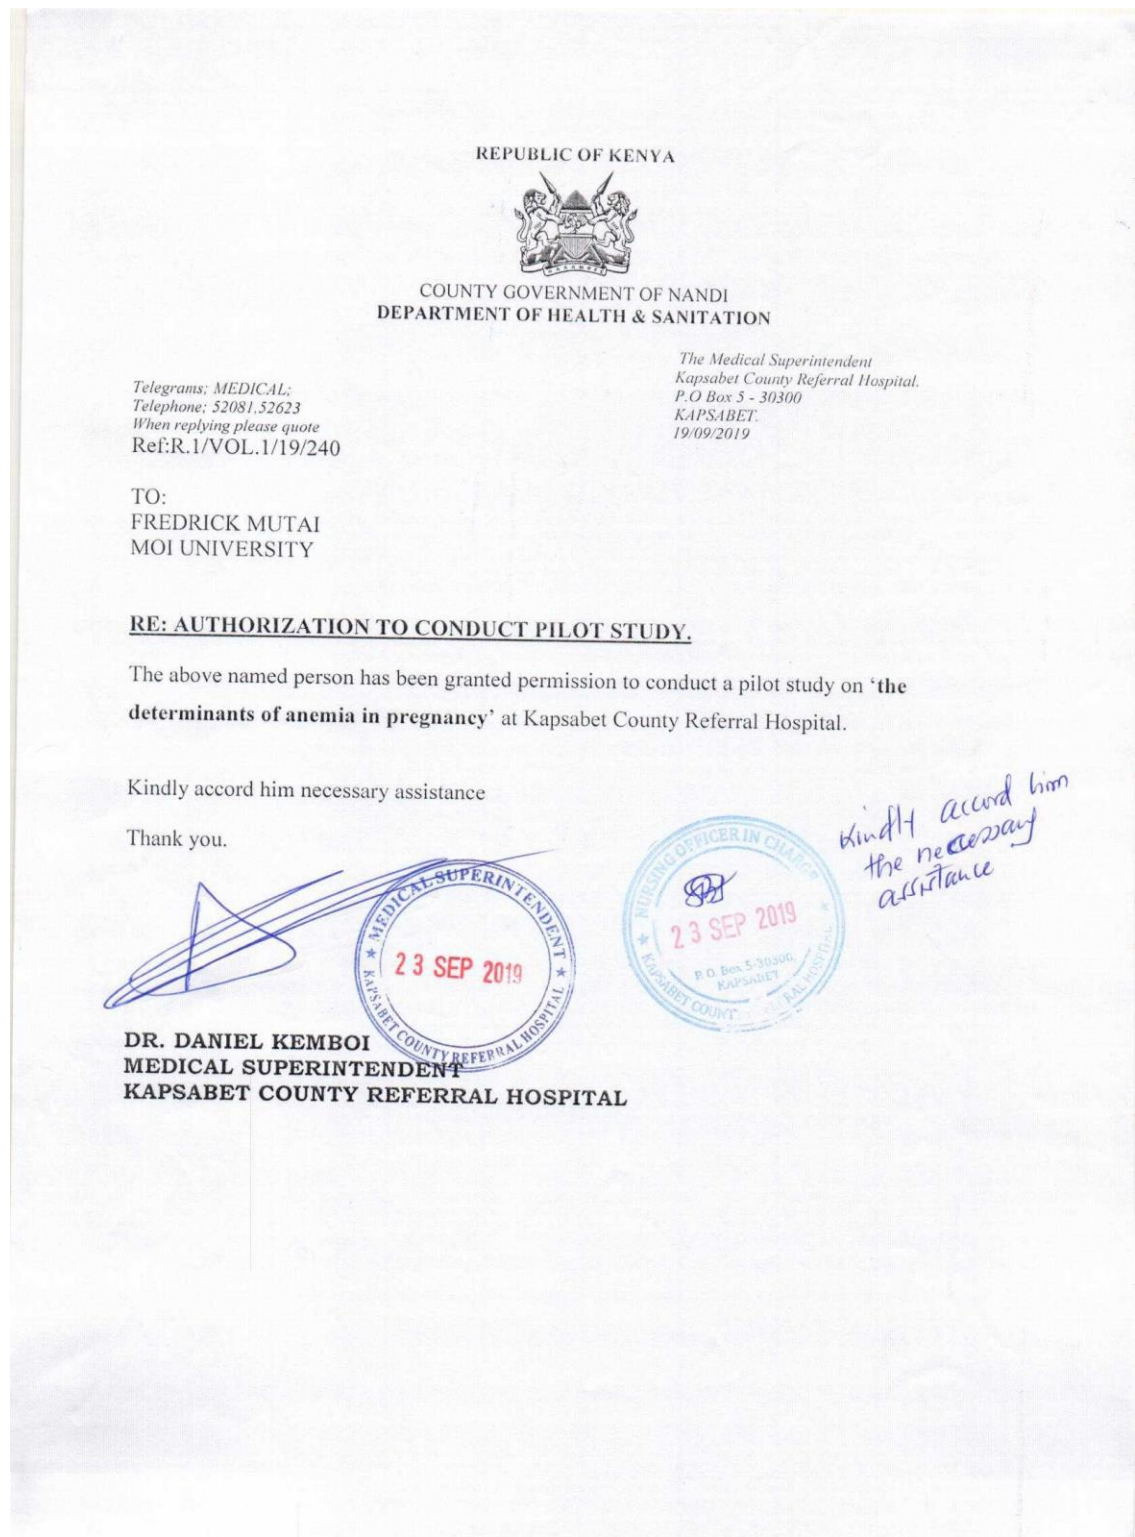 REPUBLIC OF KENYA
COUNTY GOVERNMENT OF NANDI
DEPARTMENT OF HEALTH & SANITATION
The Medical Superintendent
Kapsabet County Referral Hospital.
P.O Box 5 - 30300
KAPSABET.
19/09/2019
Telegrams; MEDICAL;
Telephone; 52081,52623
When replying please quote
Ref:R.1/VOL.1/19/240
TO:
FREDRICK MUTAI
MOI UNIVERSITY
RE: AUTHORIZATION TO CONDUCT PILOT STUDY.
The above named person has been granted permission to conduct a pilot study on ‘the
determinants of anemia in pregnancy’ at Kapsabet County Referral Hospital.
Kindly accord him necessary assistance
Thank you.
Kindly accord him
the necessary
assistance
MEDICAL SUPERINTENDENT
23 SEP 2019
KAPSABET COUNTY REFERRAL HOSPITAL
NURSING OFFICER IN CHARGE
23 SEP 2019
P.O. Box 5-30300,
KAPSABET
KAPSABET COUNTY HOSPITAL
DR. DANIEL KEMBOI
MEDICAL SUPERINTENDENT
KAPSABET COUNTY REFERRAL HOSPITAL